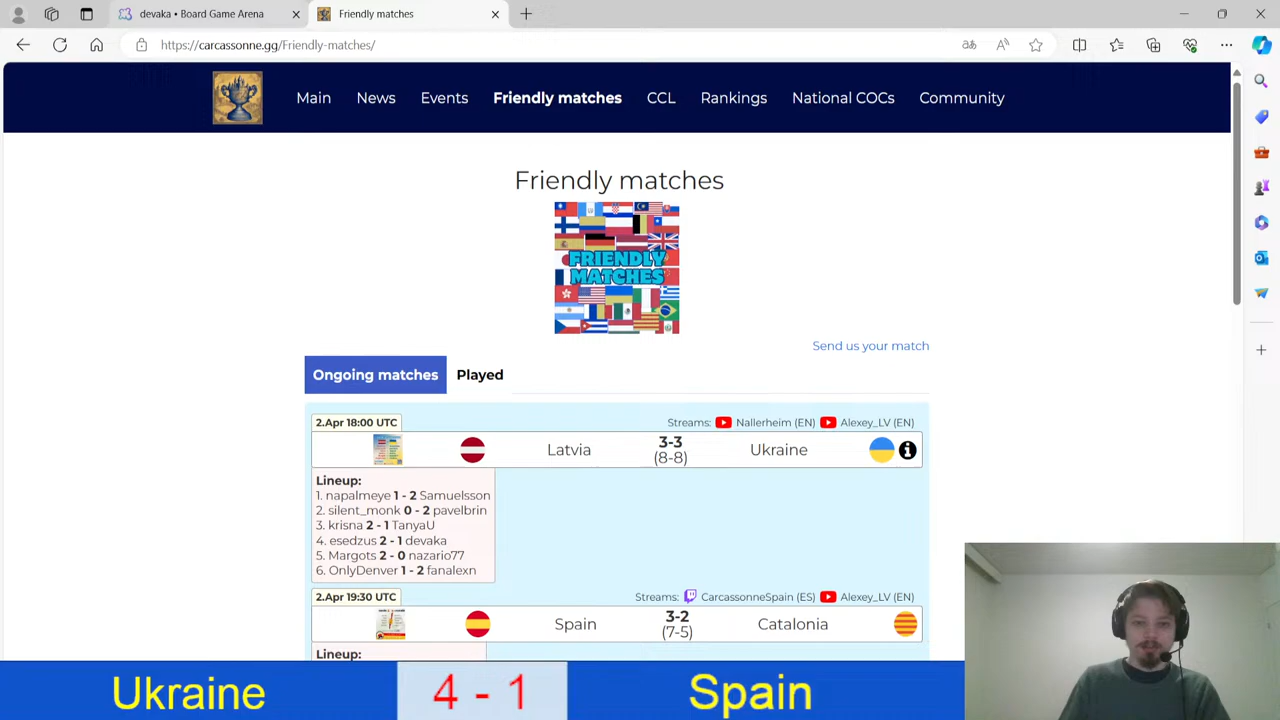 devaka • Board Game Arena
Friendly matches
https://carcassonne.gg/Friendly-matches/
Main News Events Friendly matches CCL Rankings National COCs Community
Friendly matches
FRIENDLY
MATCHES
Send us your match
Ongoing matches Played
2.Apr 18:00 UTC Streams: Nallerheim (EN) Alexey_LV (EN)
Latvia 3-3 Ukraine
(8-8)
Lineup:
1. napalmeye 1 - 2 Samuelsson
2. silent_monk 0 - 2 pavelbrin
3. krisna 2 - 1 TanyaU
4. esedzus 2 - 1 devaka
5. Margots 2 - 0 nazario77
6. OnlyDenver 1 - 2 fanalexn
2.Apr 19:30 UTC Streams: CarcassonneSpain (ES) Alexey_LV (EN)
Spain 3-2 Catalonia
(7-5)
Lineup:
Ukraine 4 - 1 Spain